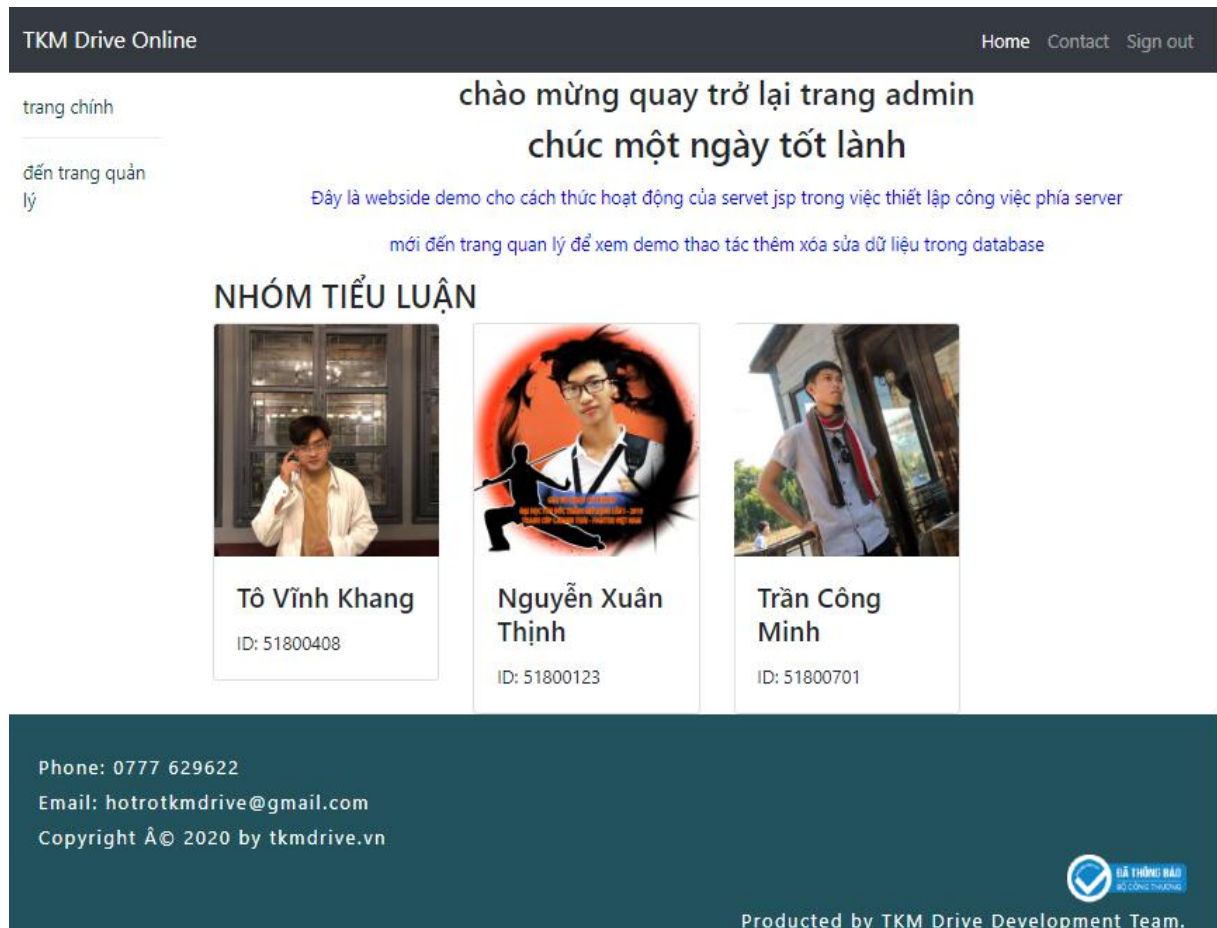 TKM Drive Online
Home Contact Sign out
trang chính
đến trang quản
lý
chào mừng quay trở lại trang admin
chúc một ngày tốt lành
Đây là webside demo cho cách thức hoạt động của servet jsp trong việc thiết lập công việc phía server
mới đến trang quan lý để xem demo thao tác thêm xóa sửa dữ liệu trong database
NHÓM TIỂU LUẬN
Tô Vĩnh Khang
ID: 51800408
Nguyễn Xuân
Thịnh
ID: 51800123
Trần Công
Minh
ID: 51800701
Phone: 0777 629622
Email: hotrotkmdrive@gmail.com
Copyright Â© 2020 by tkmdrive.vn
ĐÃ THÔNG BÁO
BỘ CÔNG THƯƠNG
Producted by TKM Drive Development Team.